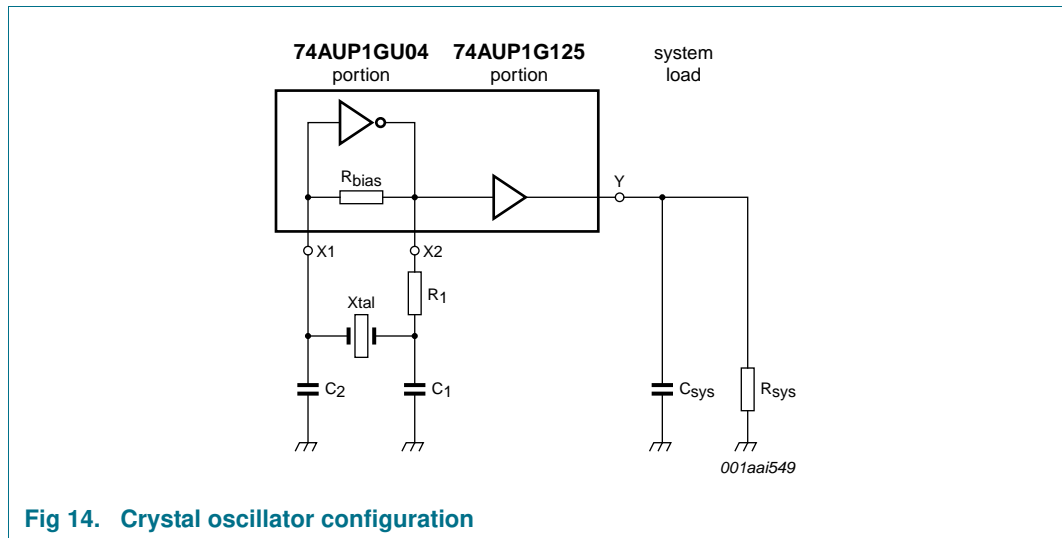 74AUP1GU04 74AUP1G125 system
portion portion load
Rbias
Y
X1 X2
R1
Xtal
C2 C1 Csys Rsys
001aai549
Fig 14. Crystal oscillator configuration